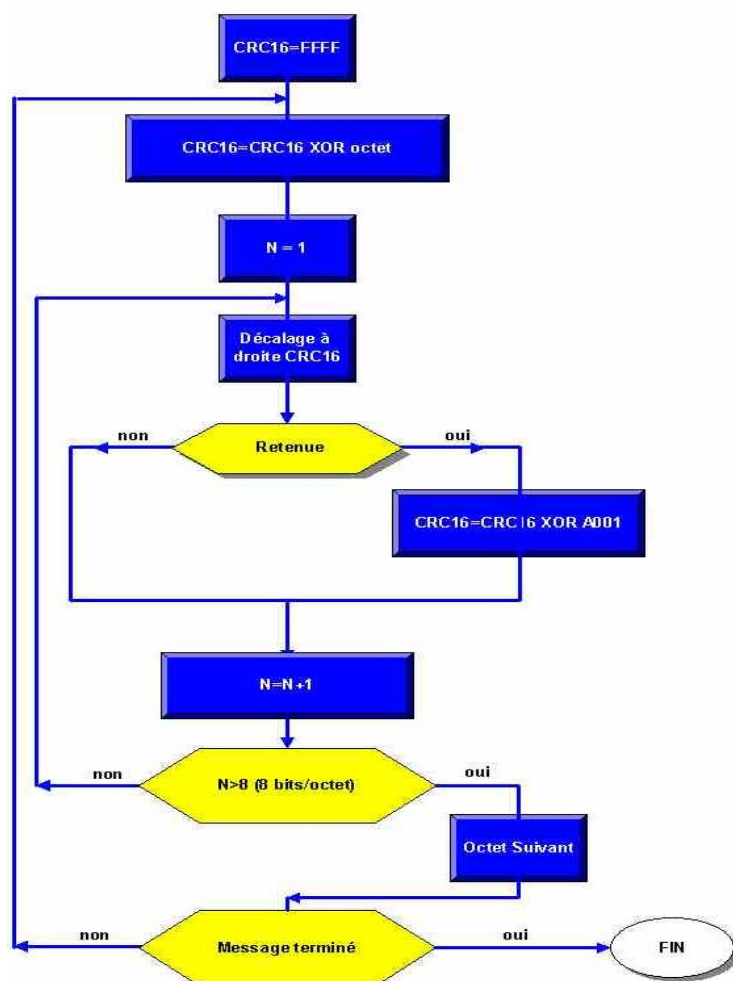 CRC16=FFFF
CRC16=CRC16 XOR octet
N = 1
Décalage à
droite CRC16
non
Retenue
oui
CRC16=CRC16 XOR A001
N=N+1
non
N>8 (8 bits/octet)
oui
Octet Suivant
non
Message terminé
oui
FIN